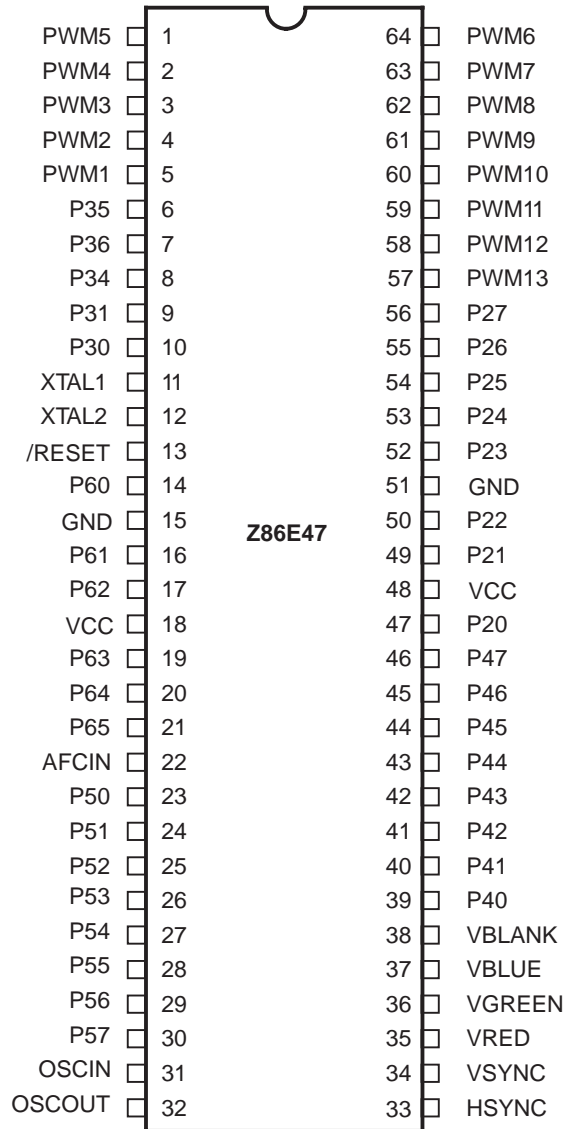 PWM5 1 64 PWM6
PWM4 2 63 PWM7
PWM3 3 62 PWM8
PWM2 4 61 PWM9
PWM1 5 60 PWM10
P35 6 59 PWM11
P36 7 58 PWM12
P34 8 57 PWM13
P31 9 56 P27
P30 10 55 P26
XTAL1 11 54 P25
XTAL2 12 53 P24
/RESET 13 52 P23
P60 14 51 GND
GND 15 Z86E47 50 P22
P61 16 49 P21
P62 17 48 VCC
VCC 18 47 P20
P63 19 46 P47
P64 20 45 P46
P65 21 44 P45
AFCIN 22 43 P44
P50 23 42 P43
P51 24 41 P42
P52 25 40 P41
P53 26 39 P40
P54 27 38 VBLANK
P55 28 37 VBLUE
P56 29 36 VGREEN
P57 30 35 VRED
OSCIN 31 34 VSYNC
OSCOUT 32 33 HSYNC